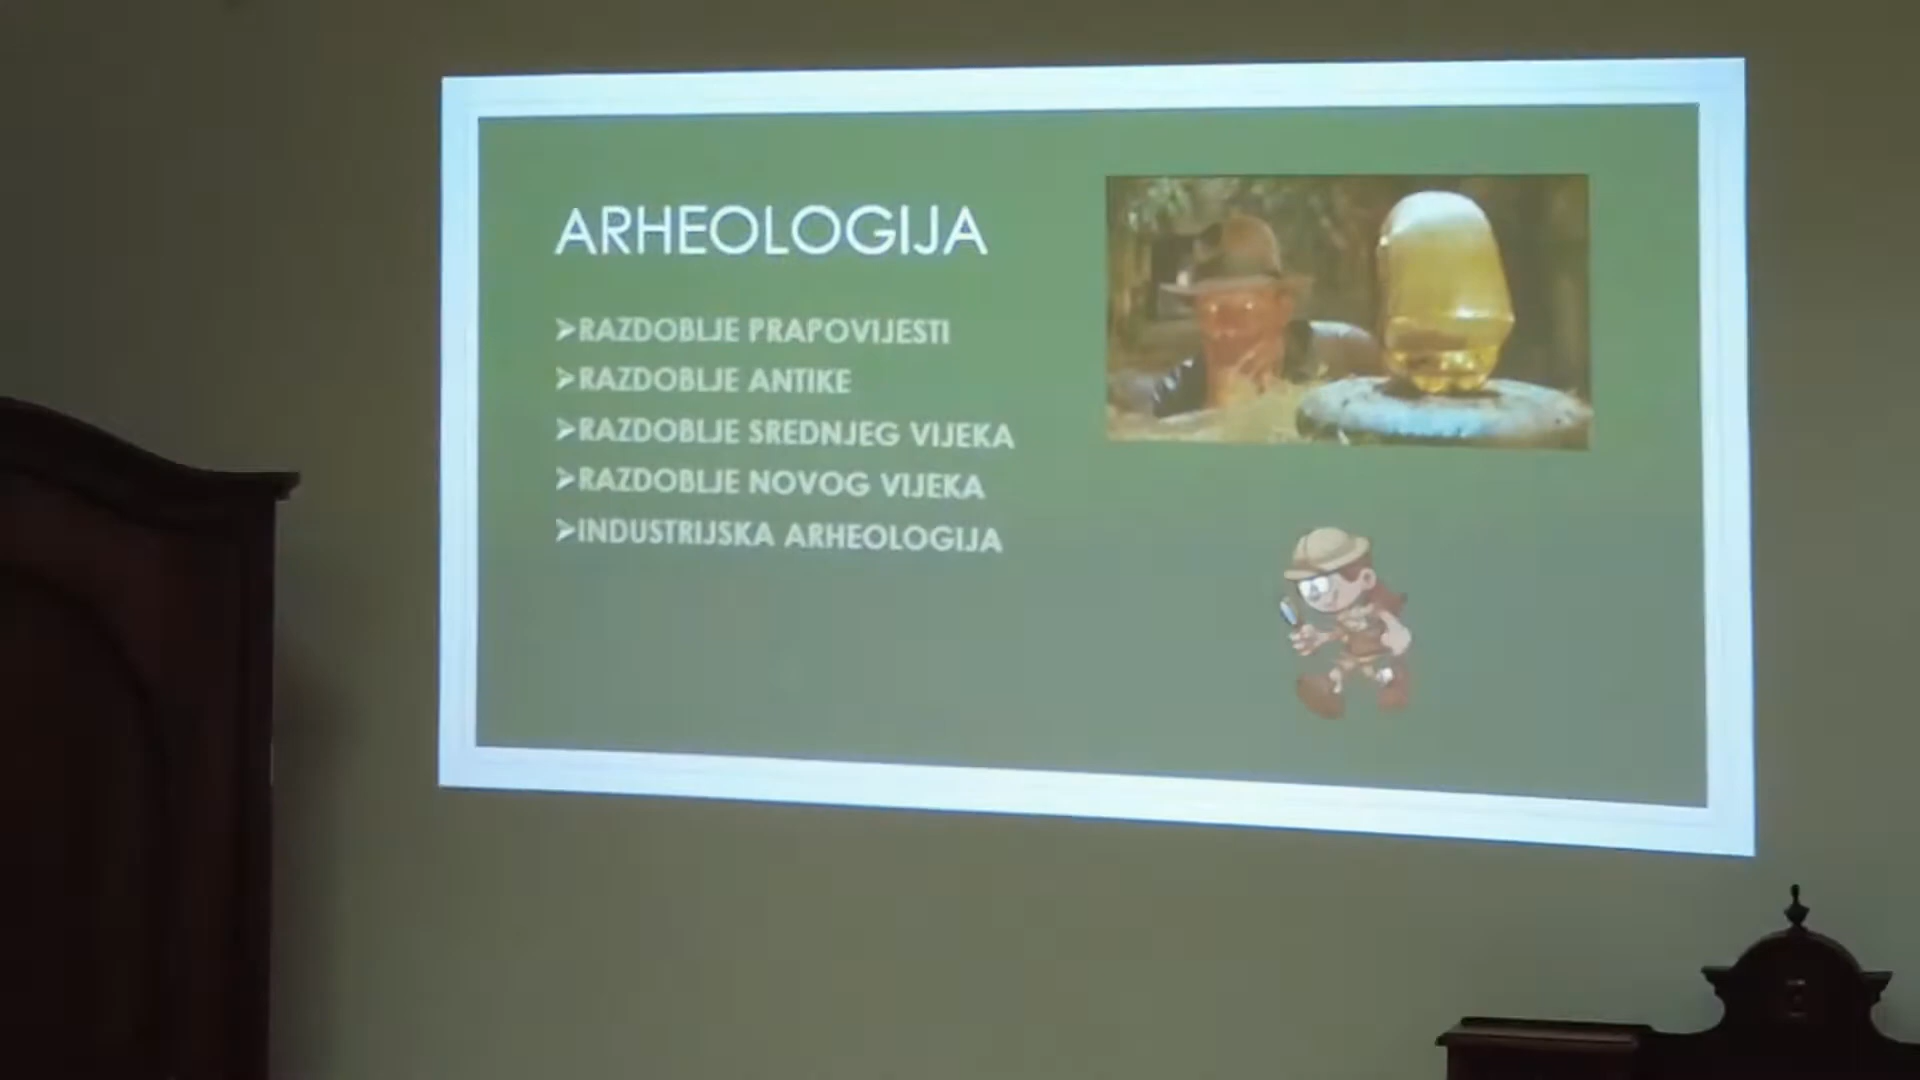 ARHEOLOGIJA
➢RAZDOBLJE PRAPOVIJESTI
➢RAZDOBLJE ANTIKE
➢RAZDOBLJE SREDNJEG VIJEKA
➢RAZDOBLJE NOVOG VIJEKA
➢INDUSTRIJSKA ARHEOLOGIJA